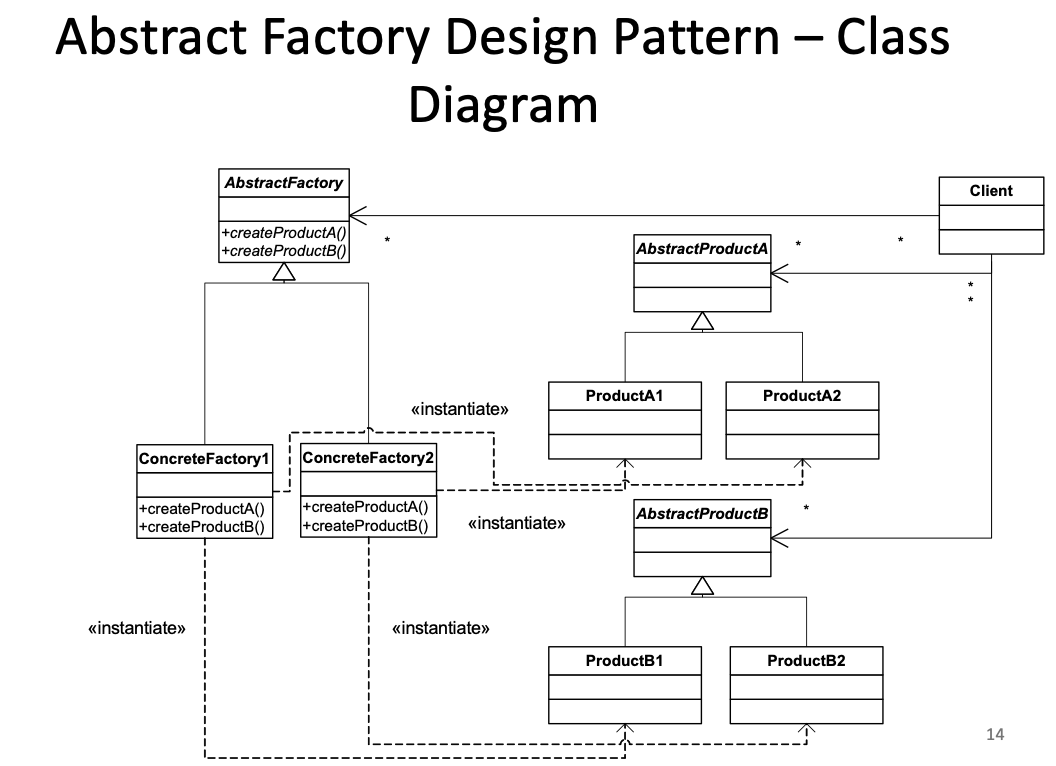 Abstract Factory Design Pattern – Class
Diagram
AbstractFactory
+createProductA()
+createProductB()
*
Client
AbstractProductA
*
*
*
*
ProductA1
ProductA2
«instantiate»
ConcreteFactory1
+createProductA()
+createProductB()
ConcreteFactory2
+createProductA()
+createProductB()
«instantiate»
AbstractProductB
*
«instantiate»
«instantiate»
ProductB1
ProductB2
14